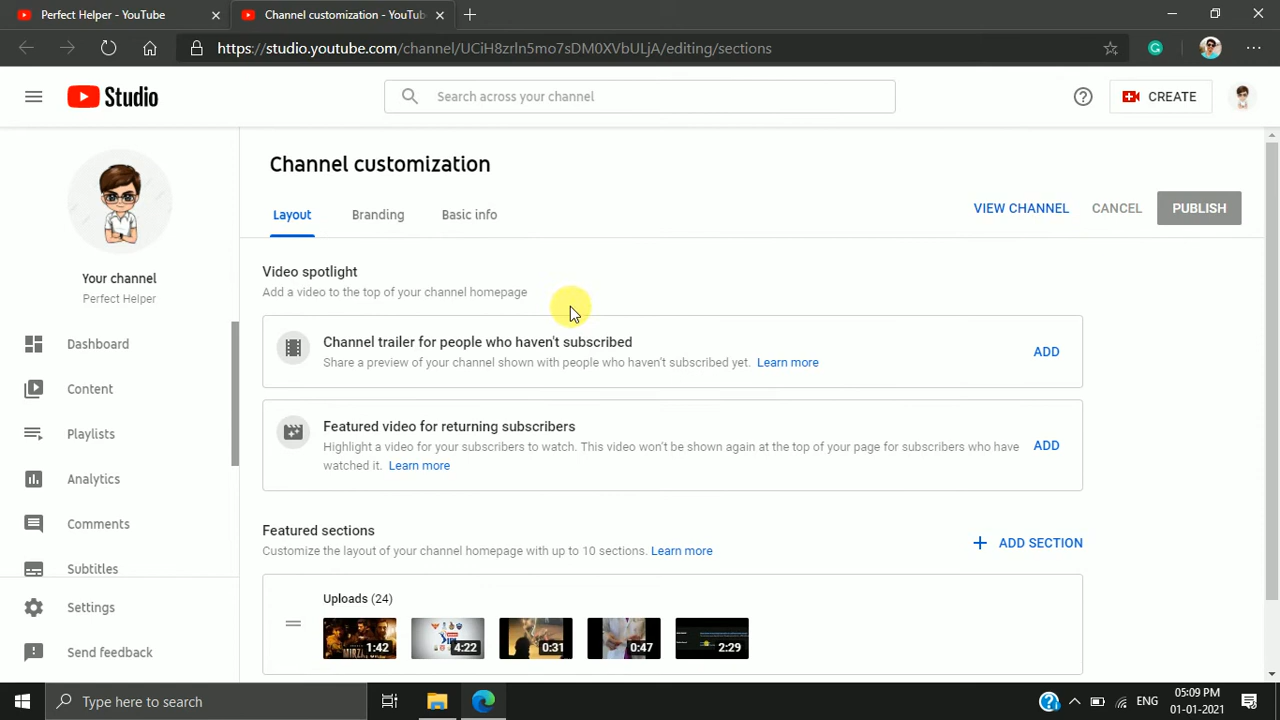 Perfect Helper - YouTube
Channel customization - YouTub
https://studio.youtube.com/channel/UCiH8zrln5mo7sDM0XVbULjA/editing/sections
Studio
Search across your channel
CREATE
Channel customization
Layout
Branding
Basic info
VIEW CHANNEL
CANCEL
PUBLISH
Your channel
Perfect Helper
Dashboard
Content
Playlists
Analytics
Comments
Subtitles
Settings
Send feedback
Video spotlight
Add a video to the top of your channel homepage
Channel trailer for people who haven't subscribed
Share a preview of your channel shown with people who haven't subscribed yet. Learn more
ADD
Featured video for returning subscribers
Highlight a video for your subscribers to watch. This video won't be shown again at the top of your page for subscribers who have
watched it. Learn more
ADD
Featured sections
Customize the layout of your channel homepage with up to 10 sections. Learn more
ADD SECTION
Uploads (24)
1:42
4:22
0:31
0:47
2:29
Type here to search
ENG
05:09 PM
01-01-2021